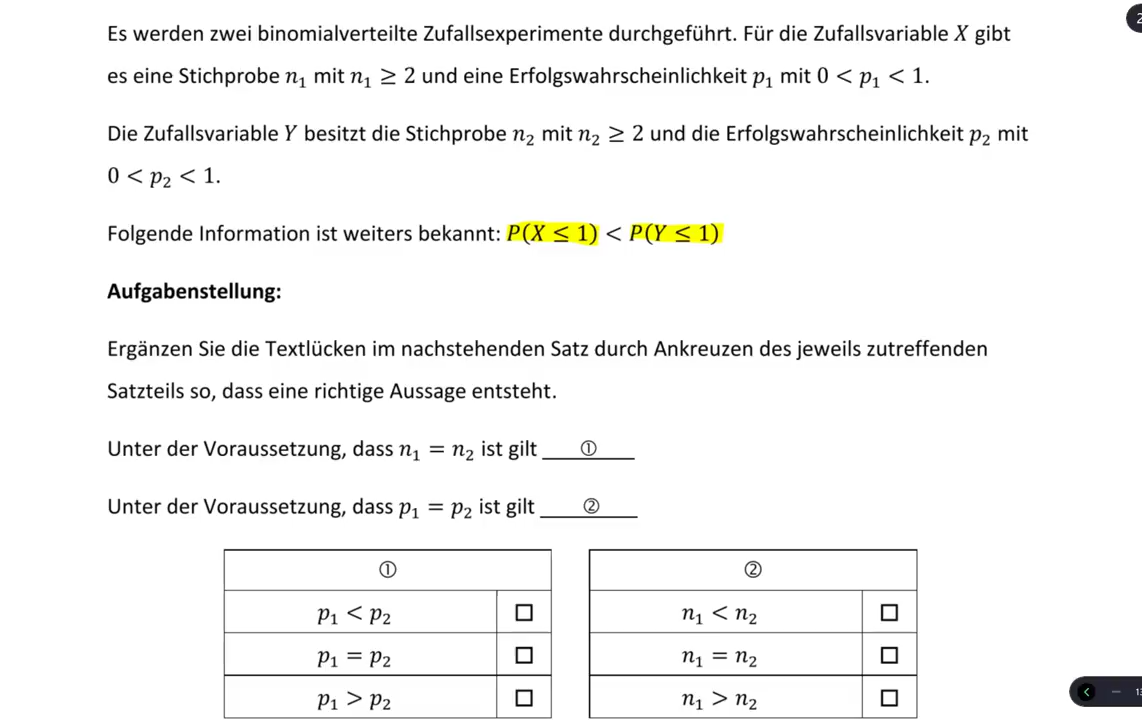 Es werden zwei binomialverteilte Zufallsexperimente durchgeführt. Für die Zufallsvariable X gibt
es eine Stichprobe n₁ mit n₁ ≥ 2 und eine Erfolgswahrscheinlichkeit p₁ mit 0 < p₁ < 1.
Die Zufallsvariable Y besitzt die Stichprobe n₂ mit n₂ ≥ 2 und die Erfolgswahrscheinlichkeit p₂ mit
0 < p₂ < 1.
Folgende Information ist weiters bekannt: P(X ≤ 1) < P(Y ≤ 1)
Aufgabenstellung:
Ergänzen Sie die Textlücken im nachstehenden Satz durch Ankreuzen des jeweils zutreffenden
Satzteils so, dass eine richtige Aussage entsteht.
Unter der Voraussetzung, dass n₁ = n₂ ist gilt ___①___
Unter der Voraussetzung, dass p₁ = p₂ ist gilt ___②___
① ②
p₁ < p₂ ☐ n₁ < n₂ ☐
p₁ = p₂ ☐ n₁ = n₂ ☐
p₁ > p₂ ☐ n₁ > n₂ ☐